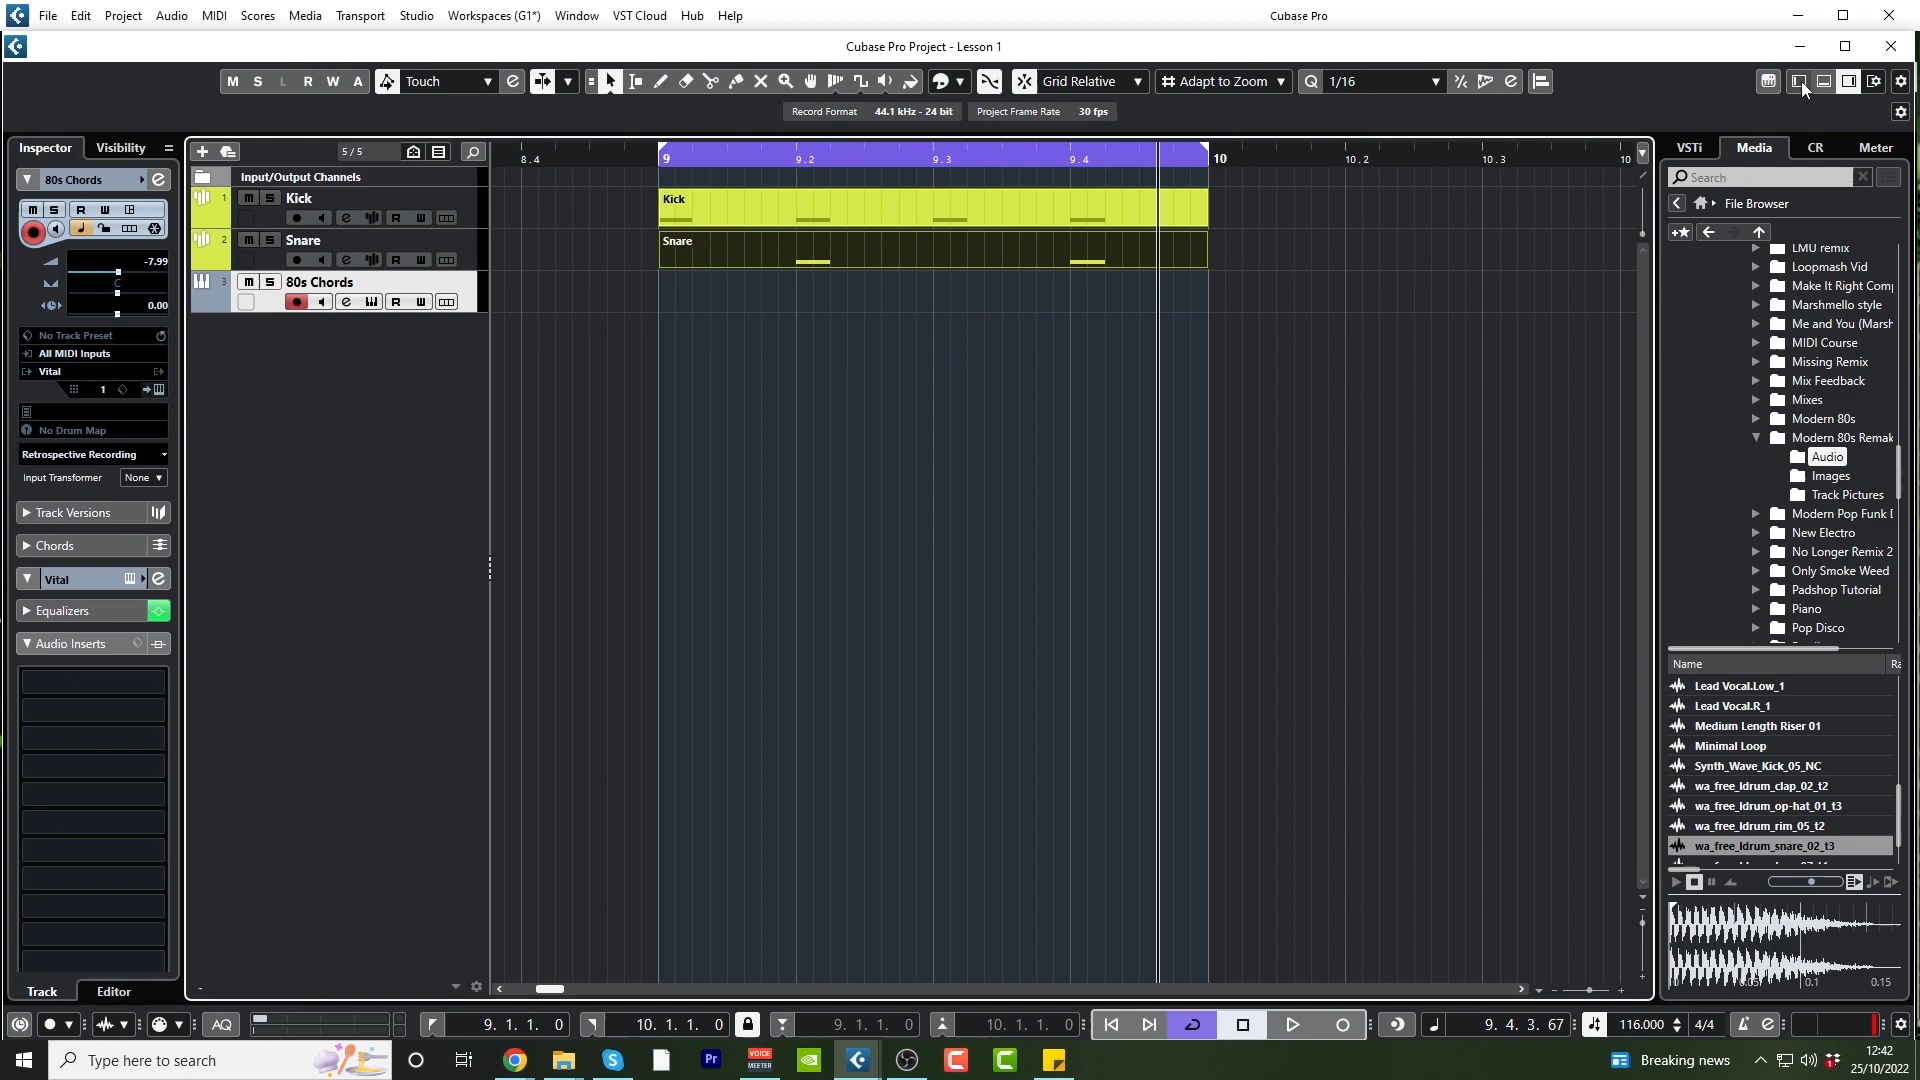 File Edit Project Audio MIDI Scores Media Transport Studio Workspaces (G1*) Window VST Cloud Hub Help Cubase Pro
Cubase Pro Project - Lesson 1
M S L R W A Touch Grid Relative Adapt to Zoom Q 1/16
Record Format 44.1 kHz - 24 bit Project Frame Rate 30 fps
Inspector Visibility
80s Chords
M S R W
-7.99
C
0.00
No Track Preset
All MIDI Inputs
Vital
1
No Drum Map
Retrospective Recording
Input Transformer None
Track Versions
Chords
Vital
Equalizers
Audio Inserts
Track Editor
5 / 5
Input/Output Channels
1 M S Kick
R W
2 M S Snare
R W
3 M S 80s Chords
R W
8.4 9 9.2 9.3 9.4 10 10.2 10.3 10
Kick
Snare
VSTi Media CR Meter
Search
File Browser
LMU remix
Loopmash Vid
Make It Right Comp
Marshmello style
Me and You (Marsh
MIDI Course
Missing Remix
Mix Feedback
Mixes
Modern 80s
Modern 80s Remak
Audio
Images
Track Pictures
Modern Pop Funk D
New Electro
No Longer Remix 2
Only Smoke Weed
Padshop Tutorial
Piano
Pop Disco
Name Ra
Lead Vocal.Low_1
Lead Vocal.R_1
Medium Length Riser 01
Minimal Loop
Synth_Wave_Kick_05_NC
wa_free_ldrum_clap_02_t2
wa_free_ldrum_op-hat_01_t3
wa_free_ldrum_rim_05_t2
wa_free_ldrum_snare_02_t3
0.1 0.15
AQ 9. 1. 1. 0 10. 1. 1. 0 9. 1. 1. 0 10. 1. 1. 0 9. 4. 3. 67 116.000 4/4
Type here to search
Pr
VOICE
MEETER
Breaking news
12:42
25/10/2022